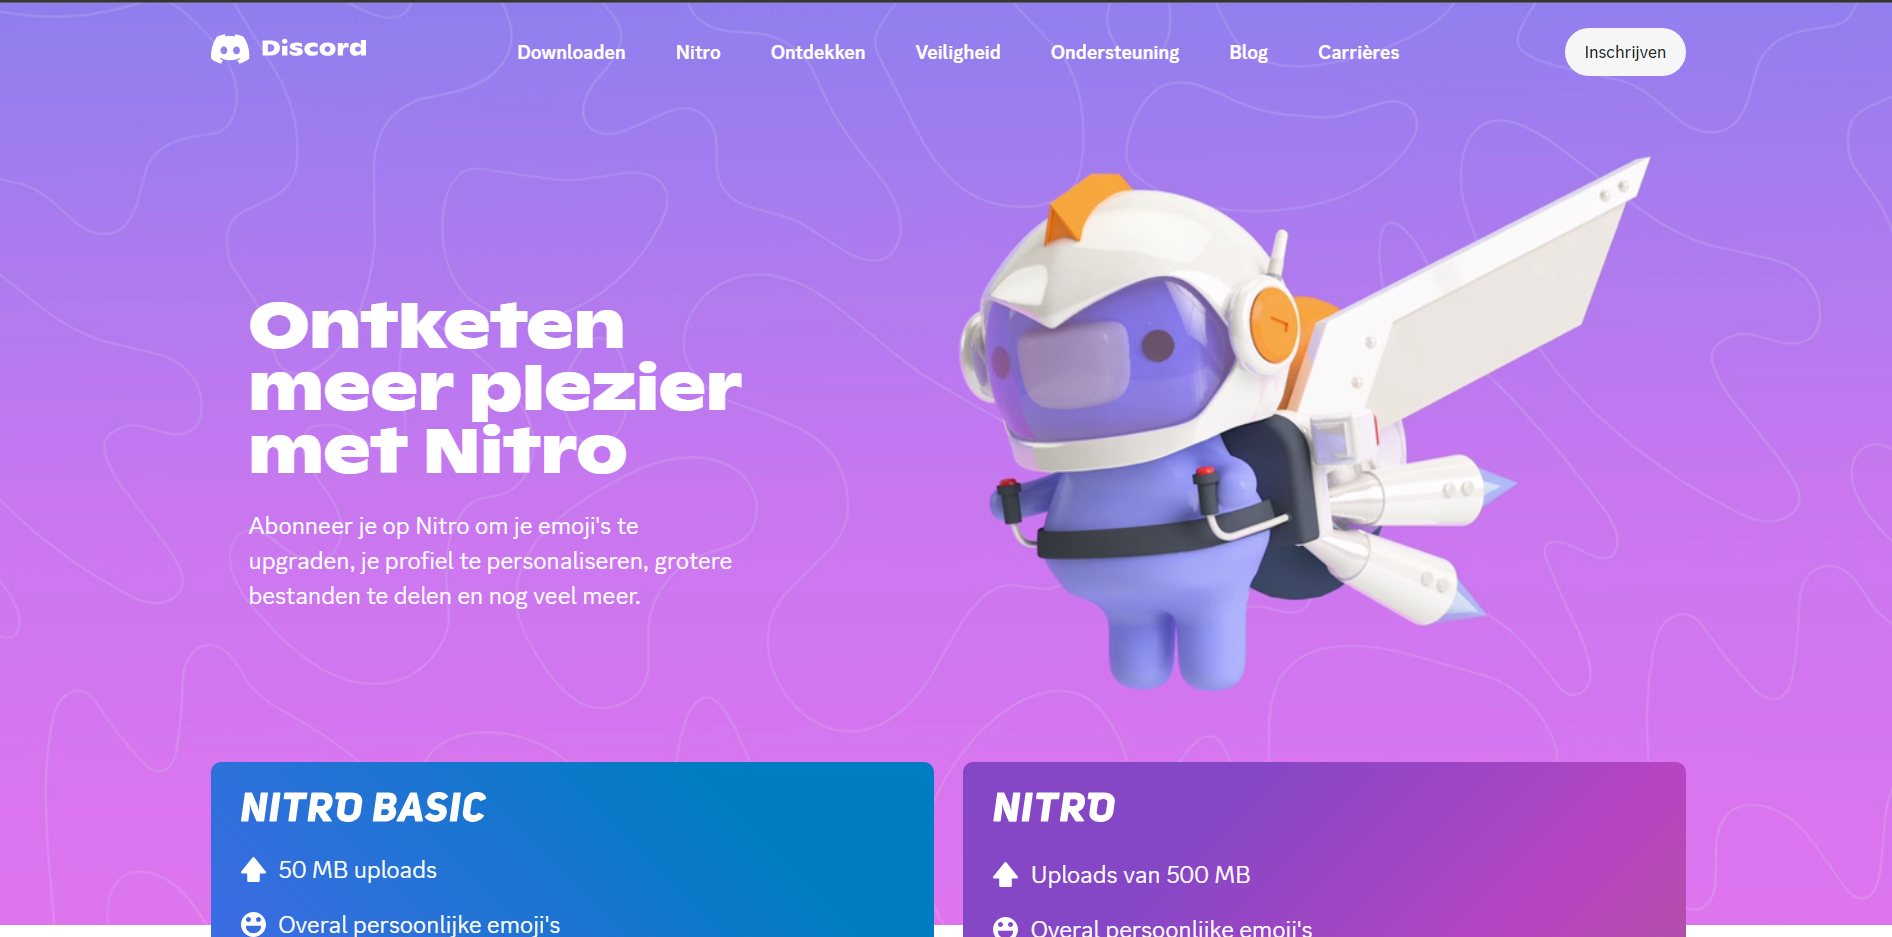 Discord
Downloaden
Nitro
Ontdekken
Veiligheid
Ondersteuning
Blog
Carrières
Inschrijven
Ontketen
meer plezier
met Nitro
Abonneer je op Nitro om je emoji's te
upgraden, je profiel te personaliseren, grotere
bestanden te delen en nog veel meer.
NITRO BASIC
50 MB uploads
Overal persoonlijke emoji's
NITRO
Uploads van 500 MB
Overal persoonlijke emoji's